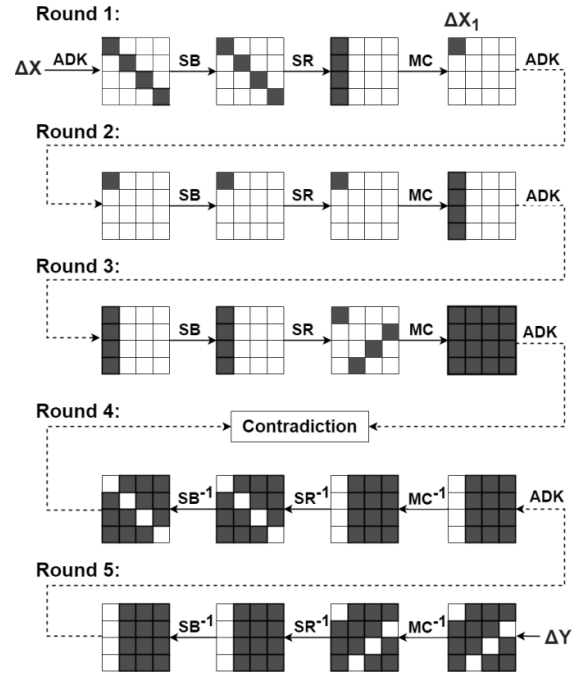 Round 1:
ΔX₁
ΔX ADK SB SR MC ADK
Round 2:
SB SR MC ADK
Round 3:
SB SR MC ADK
Round 4:
Contradiction
SB⁻¹ SR⁻¹ MC⁻¹ ADK
Round 5:
SB⁻¹ SR⁻¹ MC⁻¹ ΔY